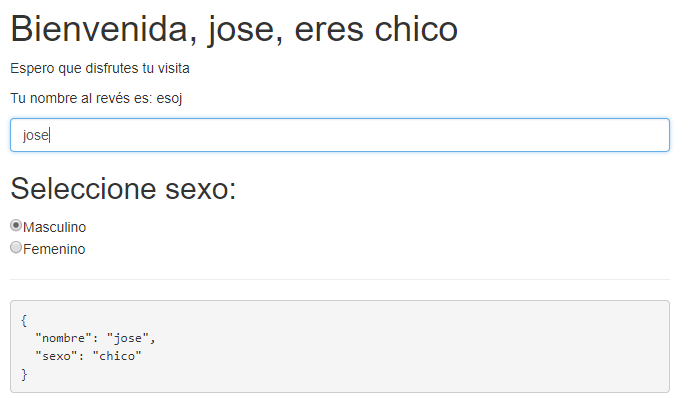 Bienvenida, jose, eres chico
Espero que disfrutes tu visita
Tu nombre al revés es: esoj
jose
Seleccione sexo:
Masculino
Femenino
{
"nombre": "jose",
"sexo": "chico"
}